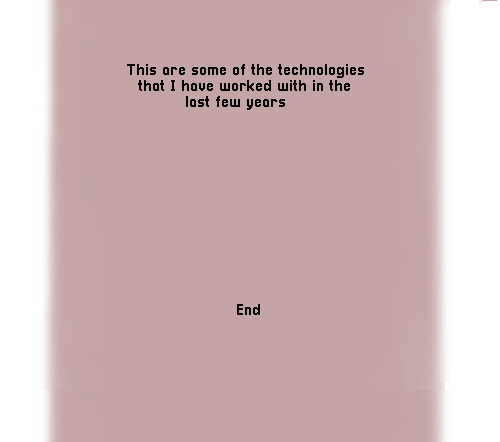 This are some of the technologies
that I have worked with in the
last few years
End